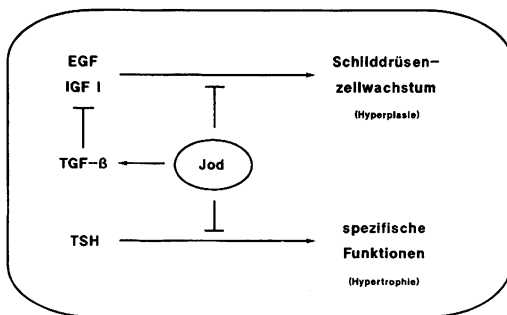 EGF
IGF I
Schilddrüsen-
zellwachstum
(Hyperplasie)
TGF-ß
Jod
TSH
spezifische
Funktionen
(Hypertrophie)